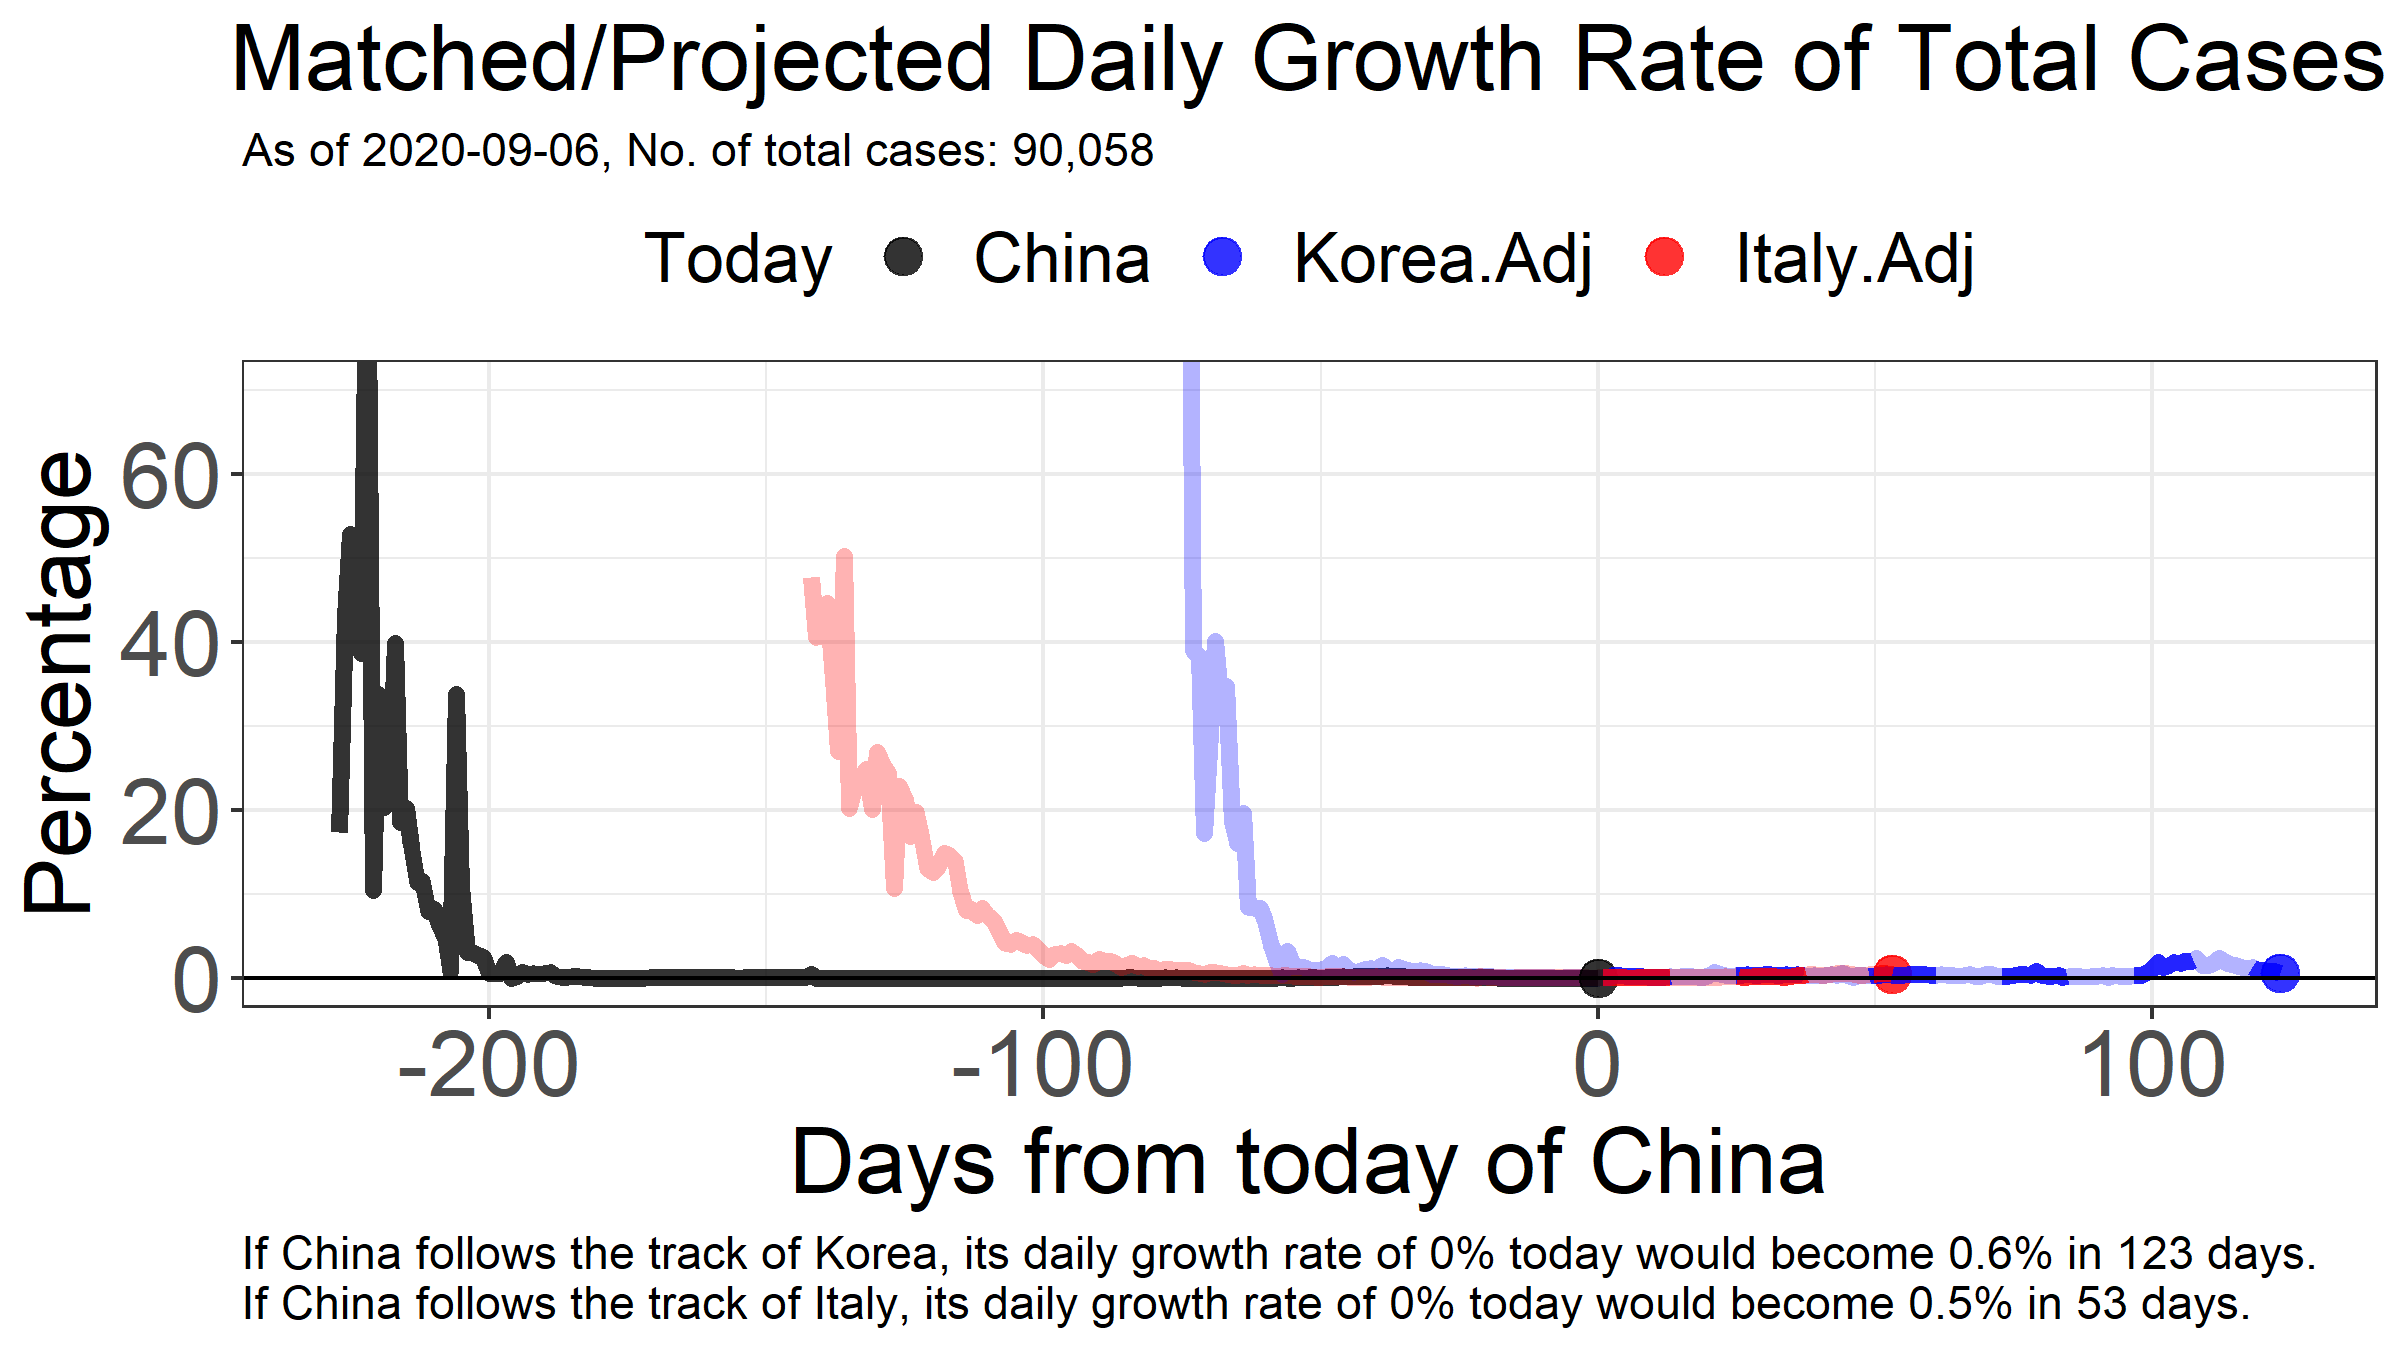 Matched/Projected Daily Growth Rate of Total Cases
As of 2020-09-06, No. of total cases: 90,058
Today China Korea.Adj Italy.Adj
Percentage
60
40
20
0
-200 -100 0 100
Days from today of China
If China follows the track of Korea, its daily growth rate of 0% today would become 0.6% in 123 days.
If China follows the track of Italy, its daily growth rate of 0% today would become 0.5% in 53 days.